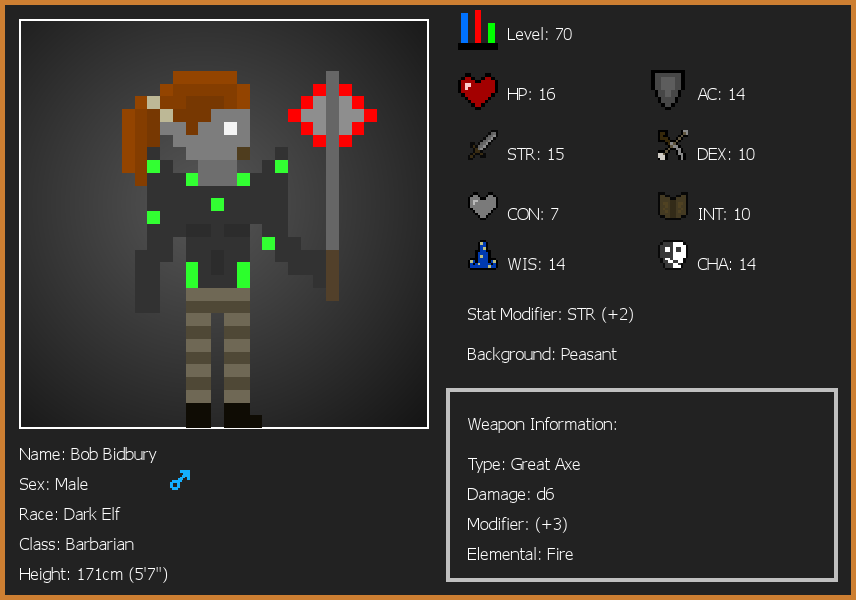 Level: 70
HP: 16
AC: 14
STR: 15
DEX: 10
CON: 7
INT: 10
WIS: 14
CHA: 14
Stat Modifier: STR (+2)
Background: Peasant
Weapon Information:
Type: Great Axe
Damage: d6
Modifier: (+3)
Elemental: Fire
Name: Bob Bidbury
Sex: Male
Race: Dark Elf
Class: Barbarian
Height: 171cm (5'7")